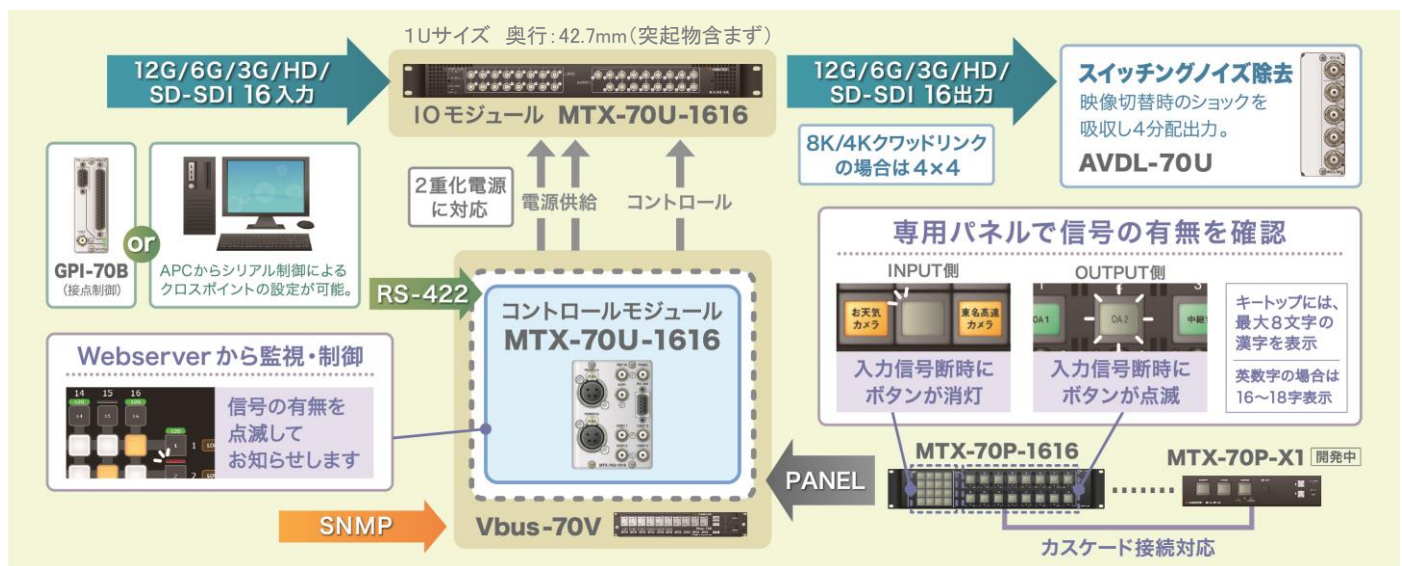 1Uサイズ 奥行:42.7mm(突起物含まず)
12G/6G/3G/HD/
SD-SDI 16入力
IOモジュール MTX-70U-1616
12G/6G/3G/HD/
SD-SDI 16出力
8K/4Kクワッドリンク
の場合は4×4
スイッチングノイズ除去
映像切替時のショックを
吸収し4分配出力。
AVDL-70U
GPI-70B
(接点制御)
or
APCからシリアル制御による
クロスポイントの設定が可能。
2重化電源
に対応
電源供給
コントロール
RS-422
コントロールモジュール
MTX-70U-1616
Vbus-70V
Webserverから監視・制御
14 15 16
14 15 16
1
1
2
信号の有無を
点滅して
お知らせします
SNMP
専用パネルで信号の有無を確認
INPUT側
お天気
カメラ
東名高速
カメラ
入力信号断時に
ボタンが消灯
OUTPUT側
OA1
OA2
入力信号断時に
ボタンが点滅
キートップには、
最大8文字の
漢字を表示
英数字の場合は
16〜18字表示
PANEL
MTX-70P-1616
MTX-70P-X1 開発中
カスケード接続対応